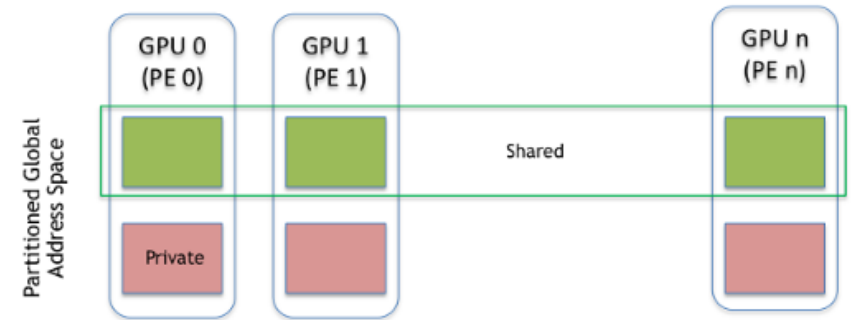 GPU 0
(PE 0)
GPU 1
(PE 1)
GPU n
(PE n)
Partitioned Global
Address Space
Shared
Private